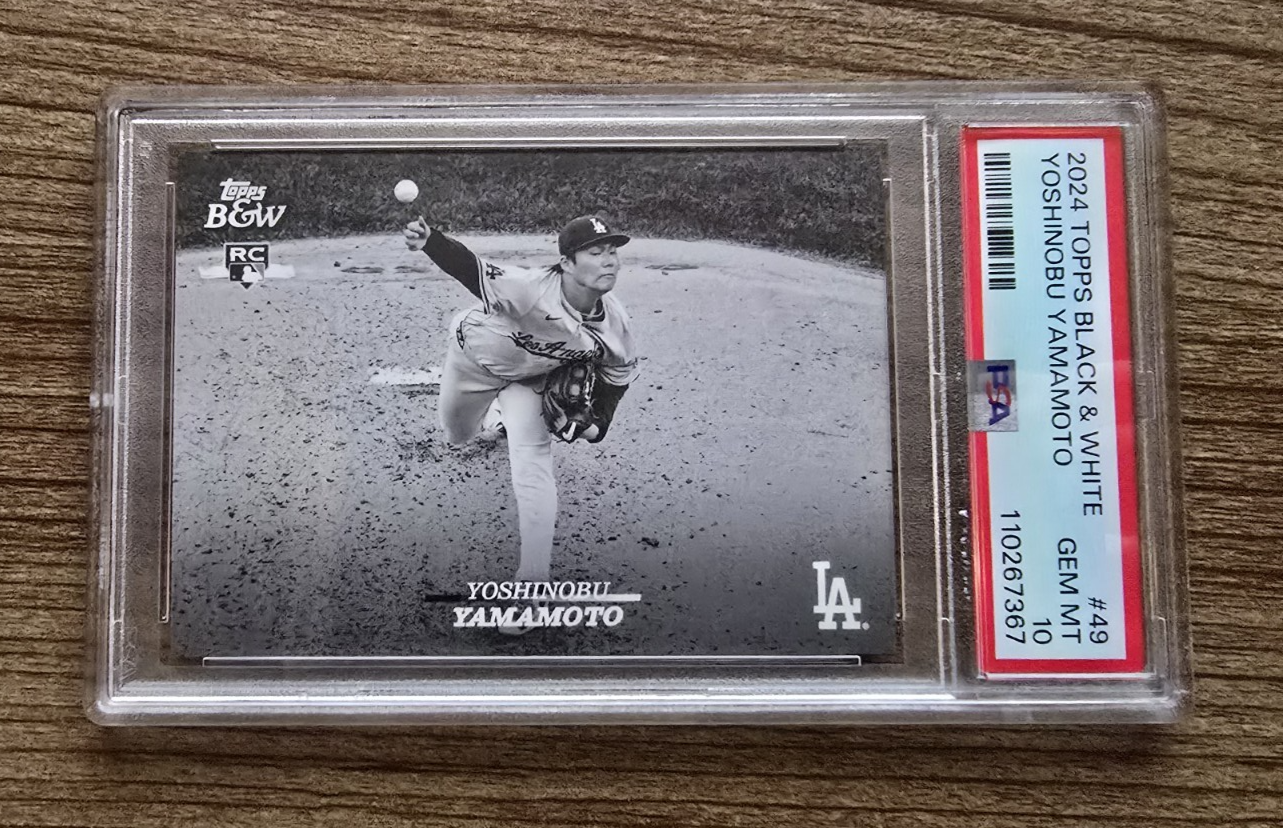 topps
B&W
RC
LA
Los Angeles
YOSHINOBU
YAMAMOTO
LA
2024 TOPPS BLACK & WHITE #49
YOSHINOBU YAMAMOTO GEM MT
10
PSA
110267367